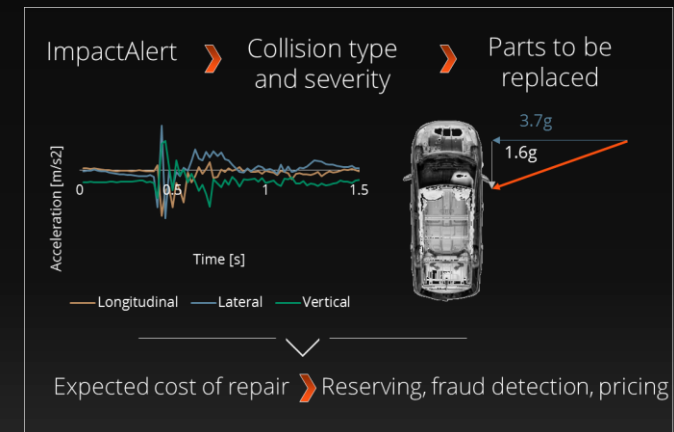 ImpactAlert
Collision type
and severity
Parts to be
replaced
Acceleration [m/s2]
0
0.5
1
1.5
Time [s]
Longitudinal
Lateral
Vertical
3.7g
1.6g
Expected cost of repair
Reserving, fraud detection, pricing